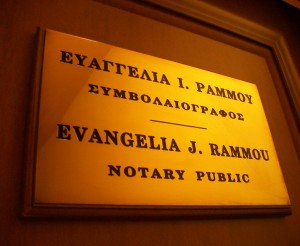 ΕΥΑΓΓΕΛΙΑ Ι. ΡΑΜΜΟΥ
ΣΥΜΒΟΛΑΙΟΓΡΑΦΟΣ
EVANGELIA J. RAMMOU
NOTARY PUBLIC